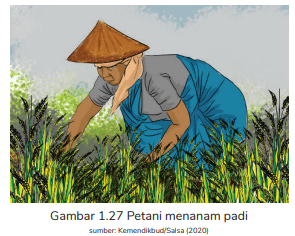 Gambar 1.27 Petani menanam padi
sumber: Kemendikbud/Salsa (2020)